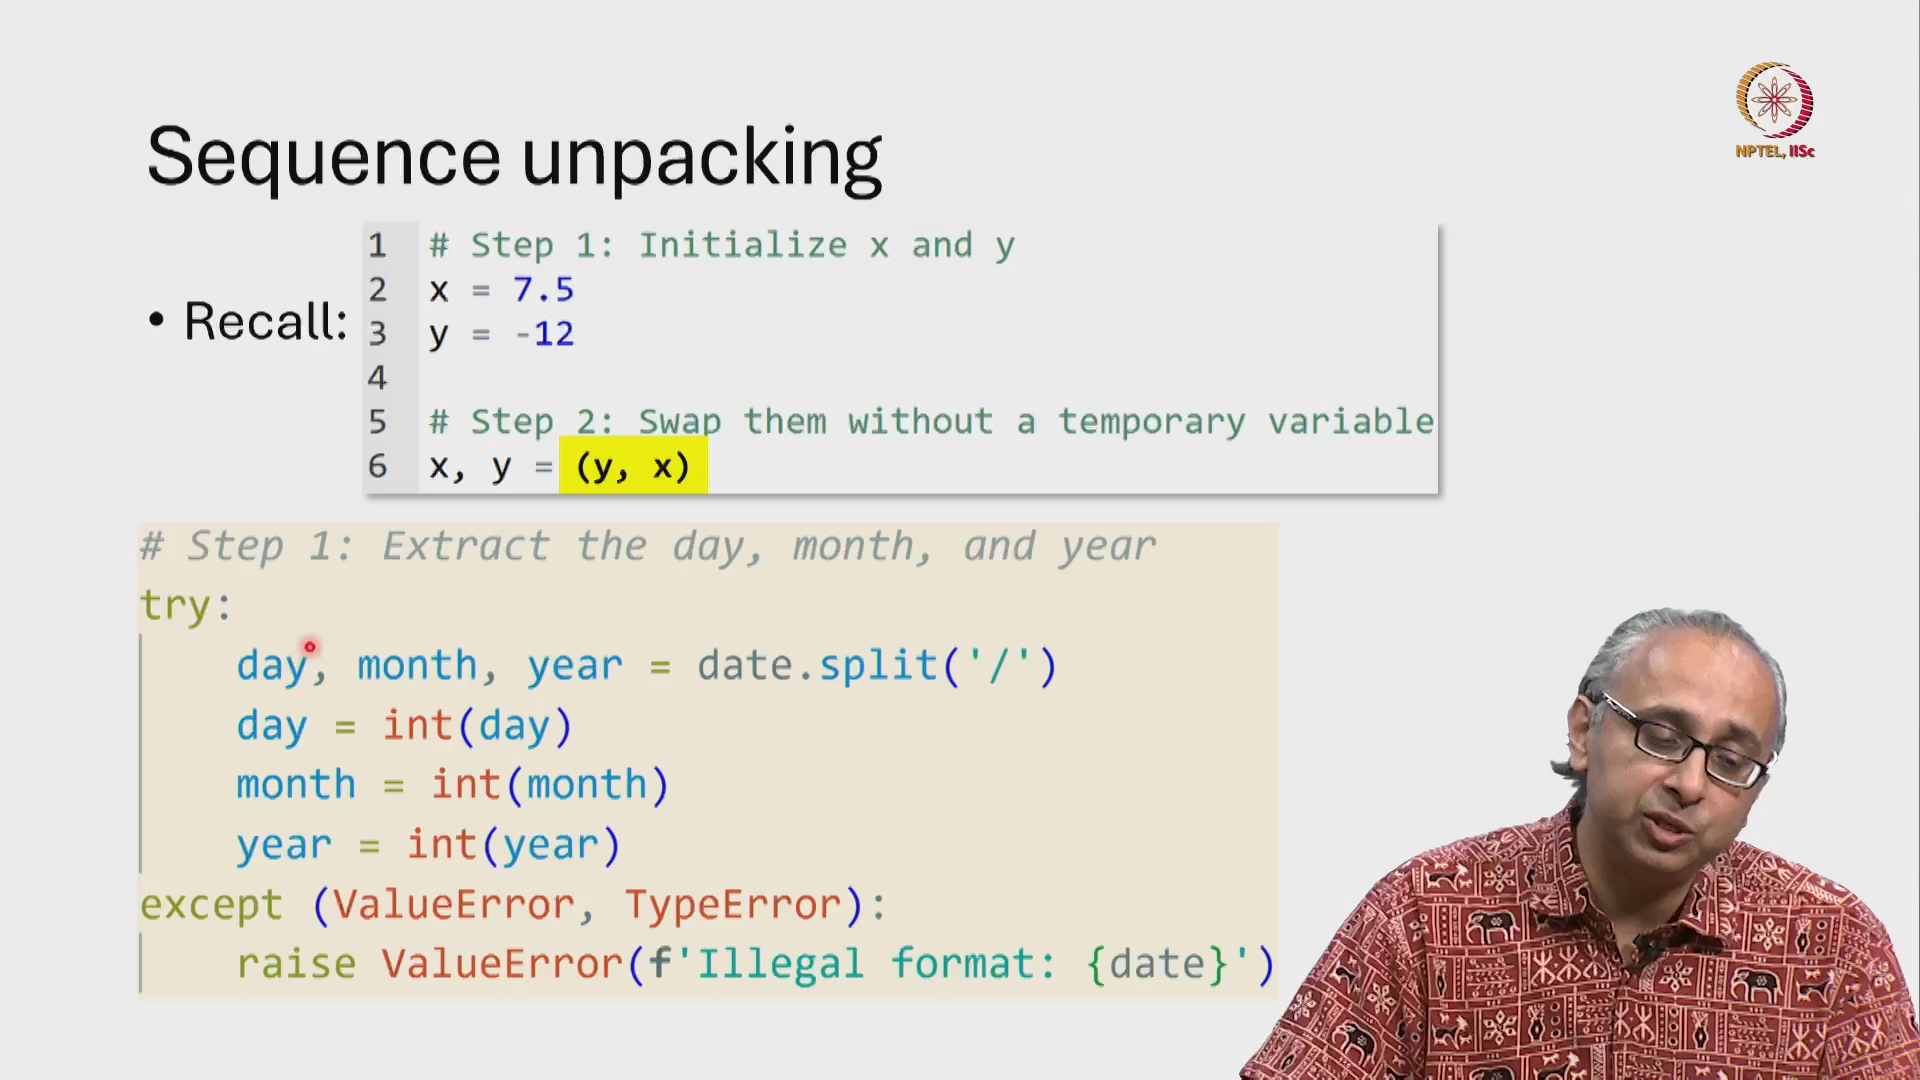 NPTEL, IISc
Sequence unpacking
• Recall:
1 # Step 1: Initialize x and y
2 x = 7.5
3 y = -12
4
5 # Step 2: Swap them without a temporary variable
6 x, y = (y, x)
# Step 1: Extract the day, month, and year
try:
    day, month, year = date.split('/')
    day = int(day)
    month = int(month)
    year = int(year)
except (ValueError, TypeError):
    raise ValueError(f'Illegal format: {date}')